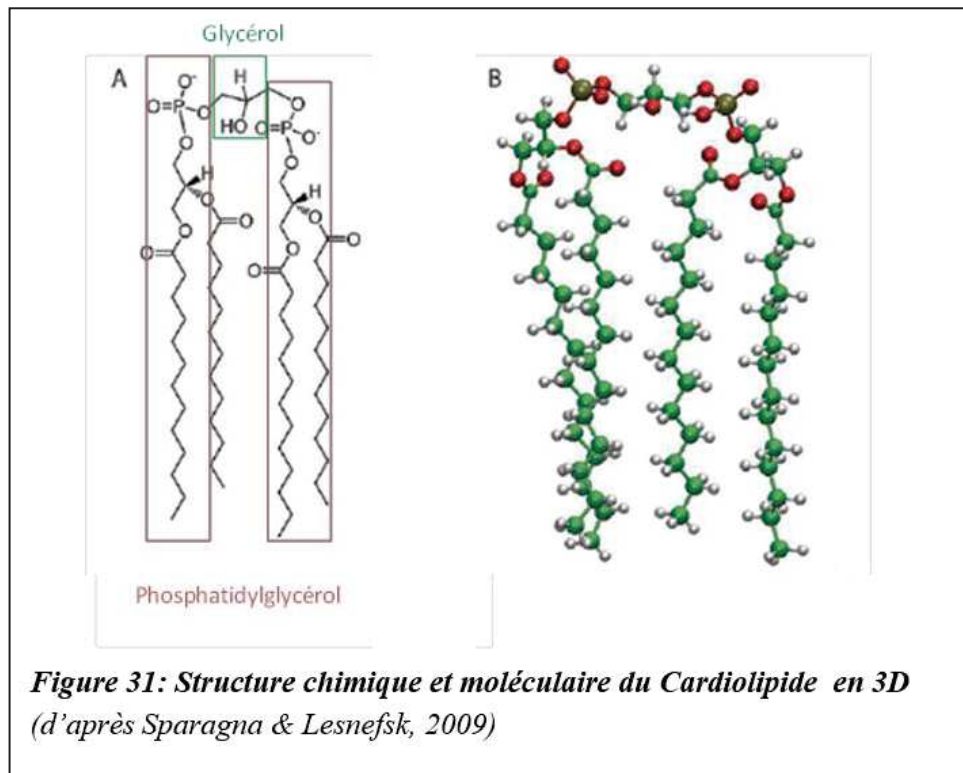 Glycérol
A
B
O⁻
H
O=P
O
HO
O
O=P
O⁻
O
O
H
H
O
O
O
O
O
O
O
O
Phosphatidylglycérol
Figure 31: Structure chimique et moléculaire du Cardiolipide en 3D
(d'après Sparagna & Lesnefsk, 2009)